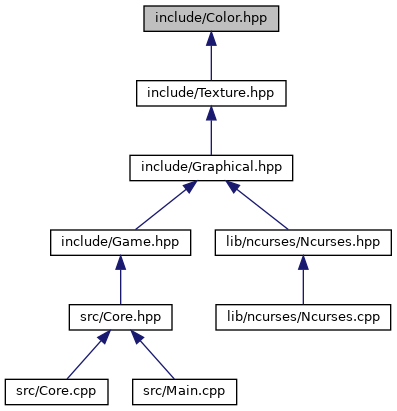 include/Color.hpp
include/Texture.hpp
include/Graphical.hpp
include/Game.hpp
lib/ncurses/Ncurses.hpp
src/Core.hpp
lib/ncurses/Ncurses.cpp
src/Core.cpp
src/Main.cpp